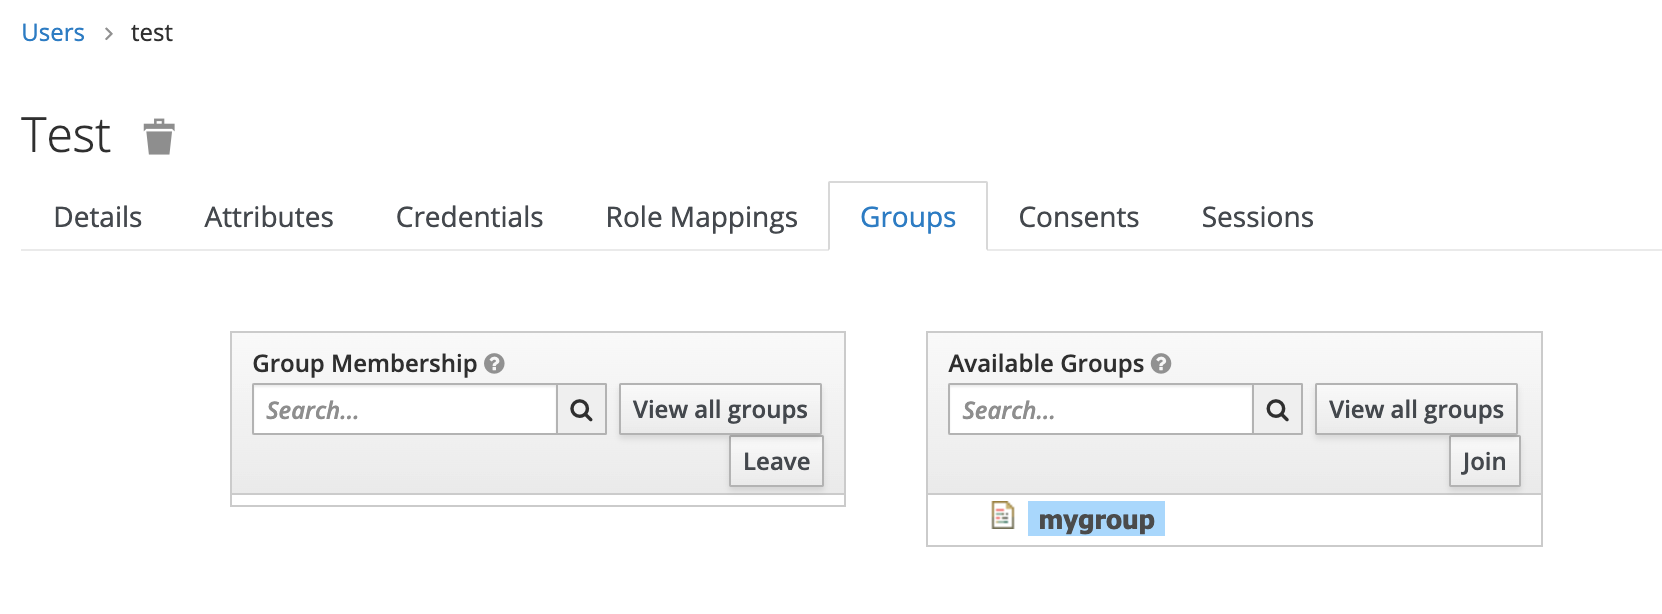 Users > test
Test
Details Attributes Credentials Role Mappings Groups Consents Sessions
Group Membership ?
Search... View all groups
Leave
Available Groups ?
Search... View all groups
Join
mygroup